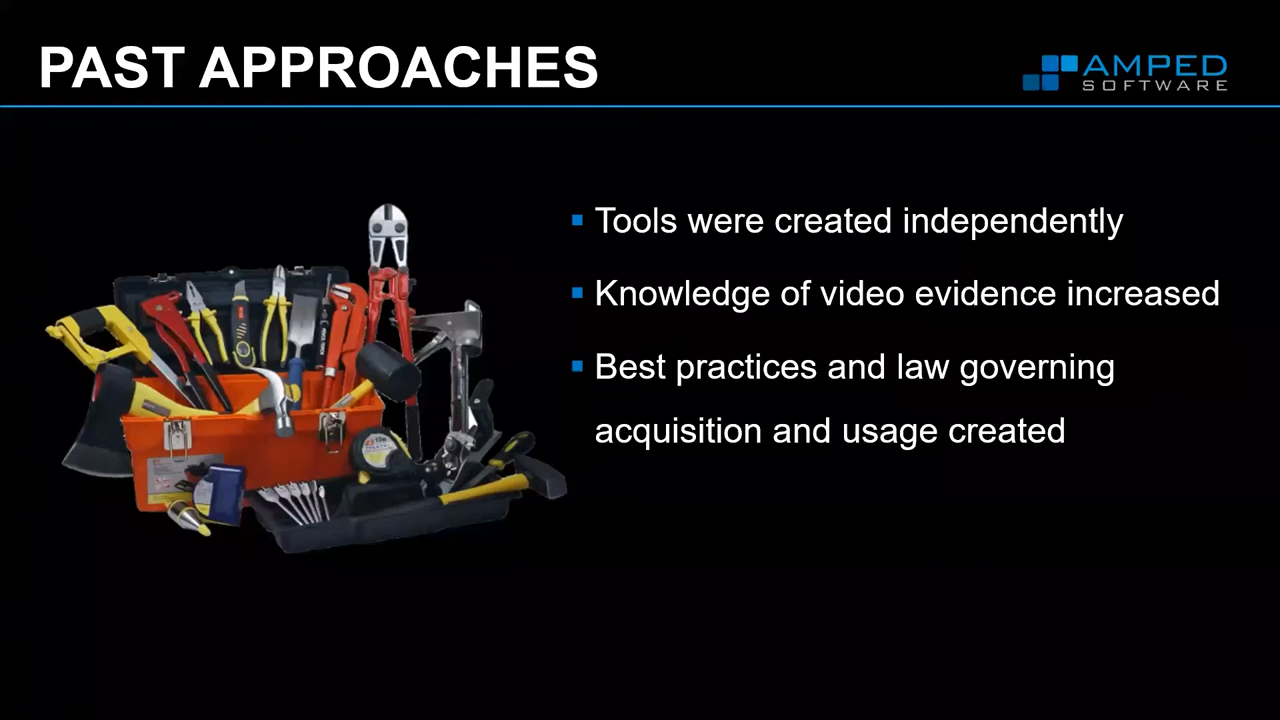 PAST APPROACHES
AMPED
SOFTWARE
Tools were created independently
Knowledge of video evidence increased
Best practices and law governing
acquisition and usage created